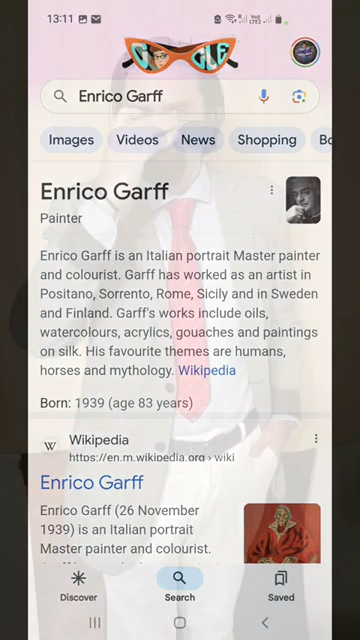 13:11
Vo)) LTE2
GOOGLE
Enrico Garff
Images Videos News Shopping Bo
Enrico Garff
Painter
Enrico Garff is an Italian portrait Master painter
and colourist. Garff has worked as an artist in
Positano, Sorrento, Rome, Sicily and in Sweden
and Finland. Garff's works include oils,
watercolours, acrylics, gouaches and paintings
on silk. His favourite themes are humans,
horses and mythology. Wikipedia
Born: 1939 (age 83 years)
W Wikipedia
https://en.m.wikipedia.org › wiki
Enrico Garff
Enrico Garff (26 November
1939) is an Italian portrait
Master painter and colourist.
Discover Search Saved